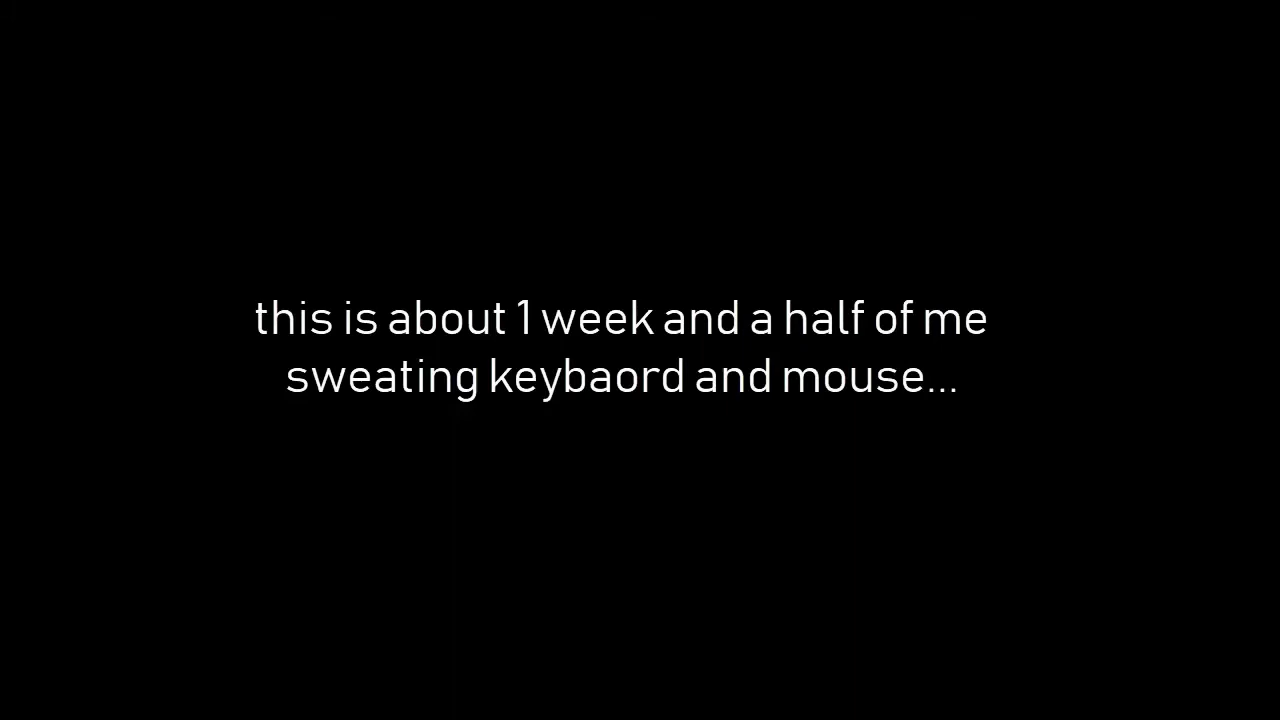 this is about 1 week and a half of me
sweating keybaord and mouse...